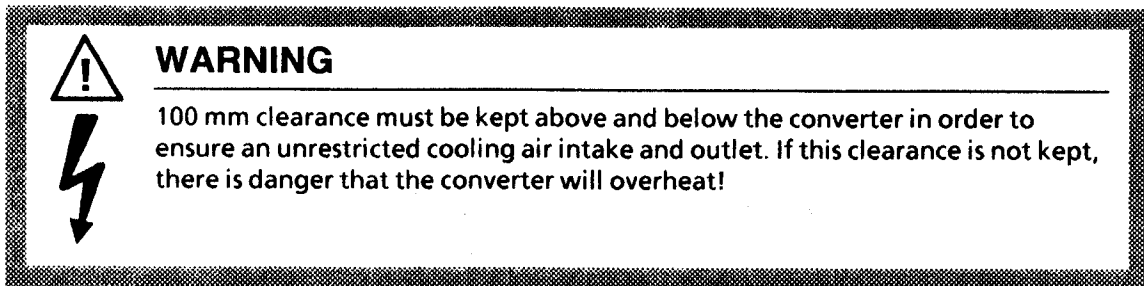 WARNING
100 mm clearance must be kept above and below the converter in order to
ensure an unrestricted cooling air intake and outlet. If this clearance is not kept,
there is danger that the converter will overheat!